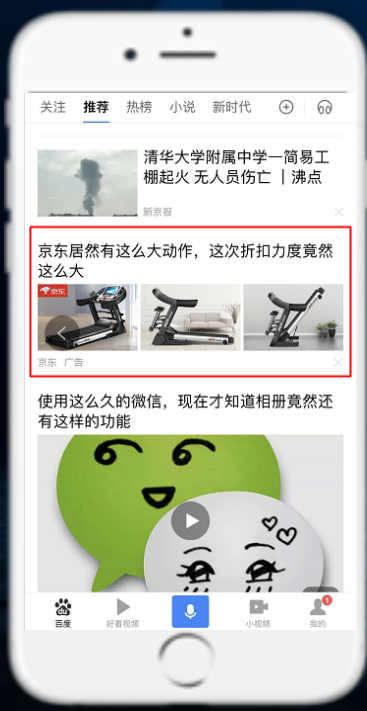 关注 推荐 热榜 小说 新时代
清华大学附属中学一简易工
棚起火 无人员伤亡 丨沸点
新京报
京东居然有这么大动作，这次折扣力度竟然
这么大
京东
京东 广告
使用这么久的微信，现在才知道相册竟然还
有这样的功能
du
百度 好看视频 小视频 我的
1